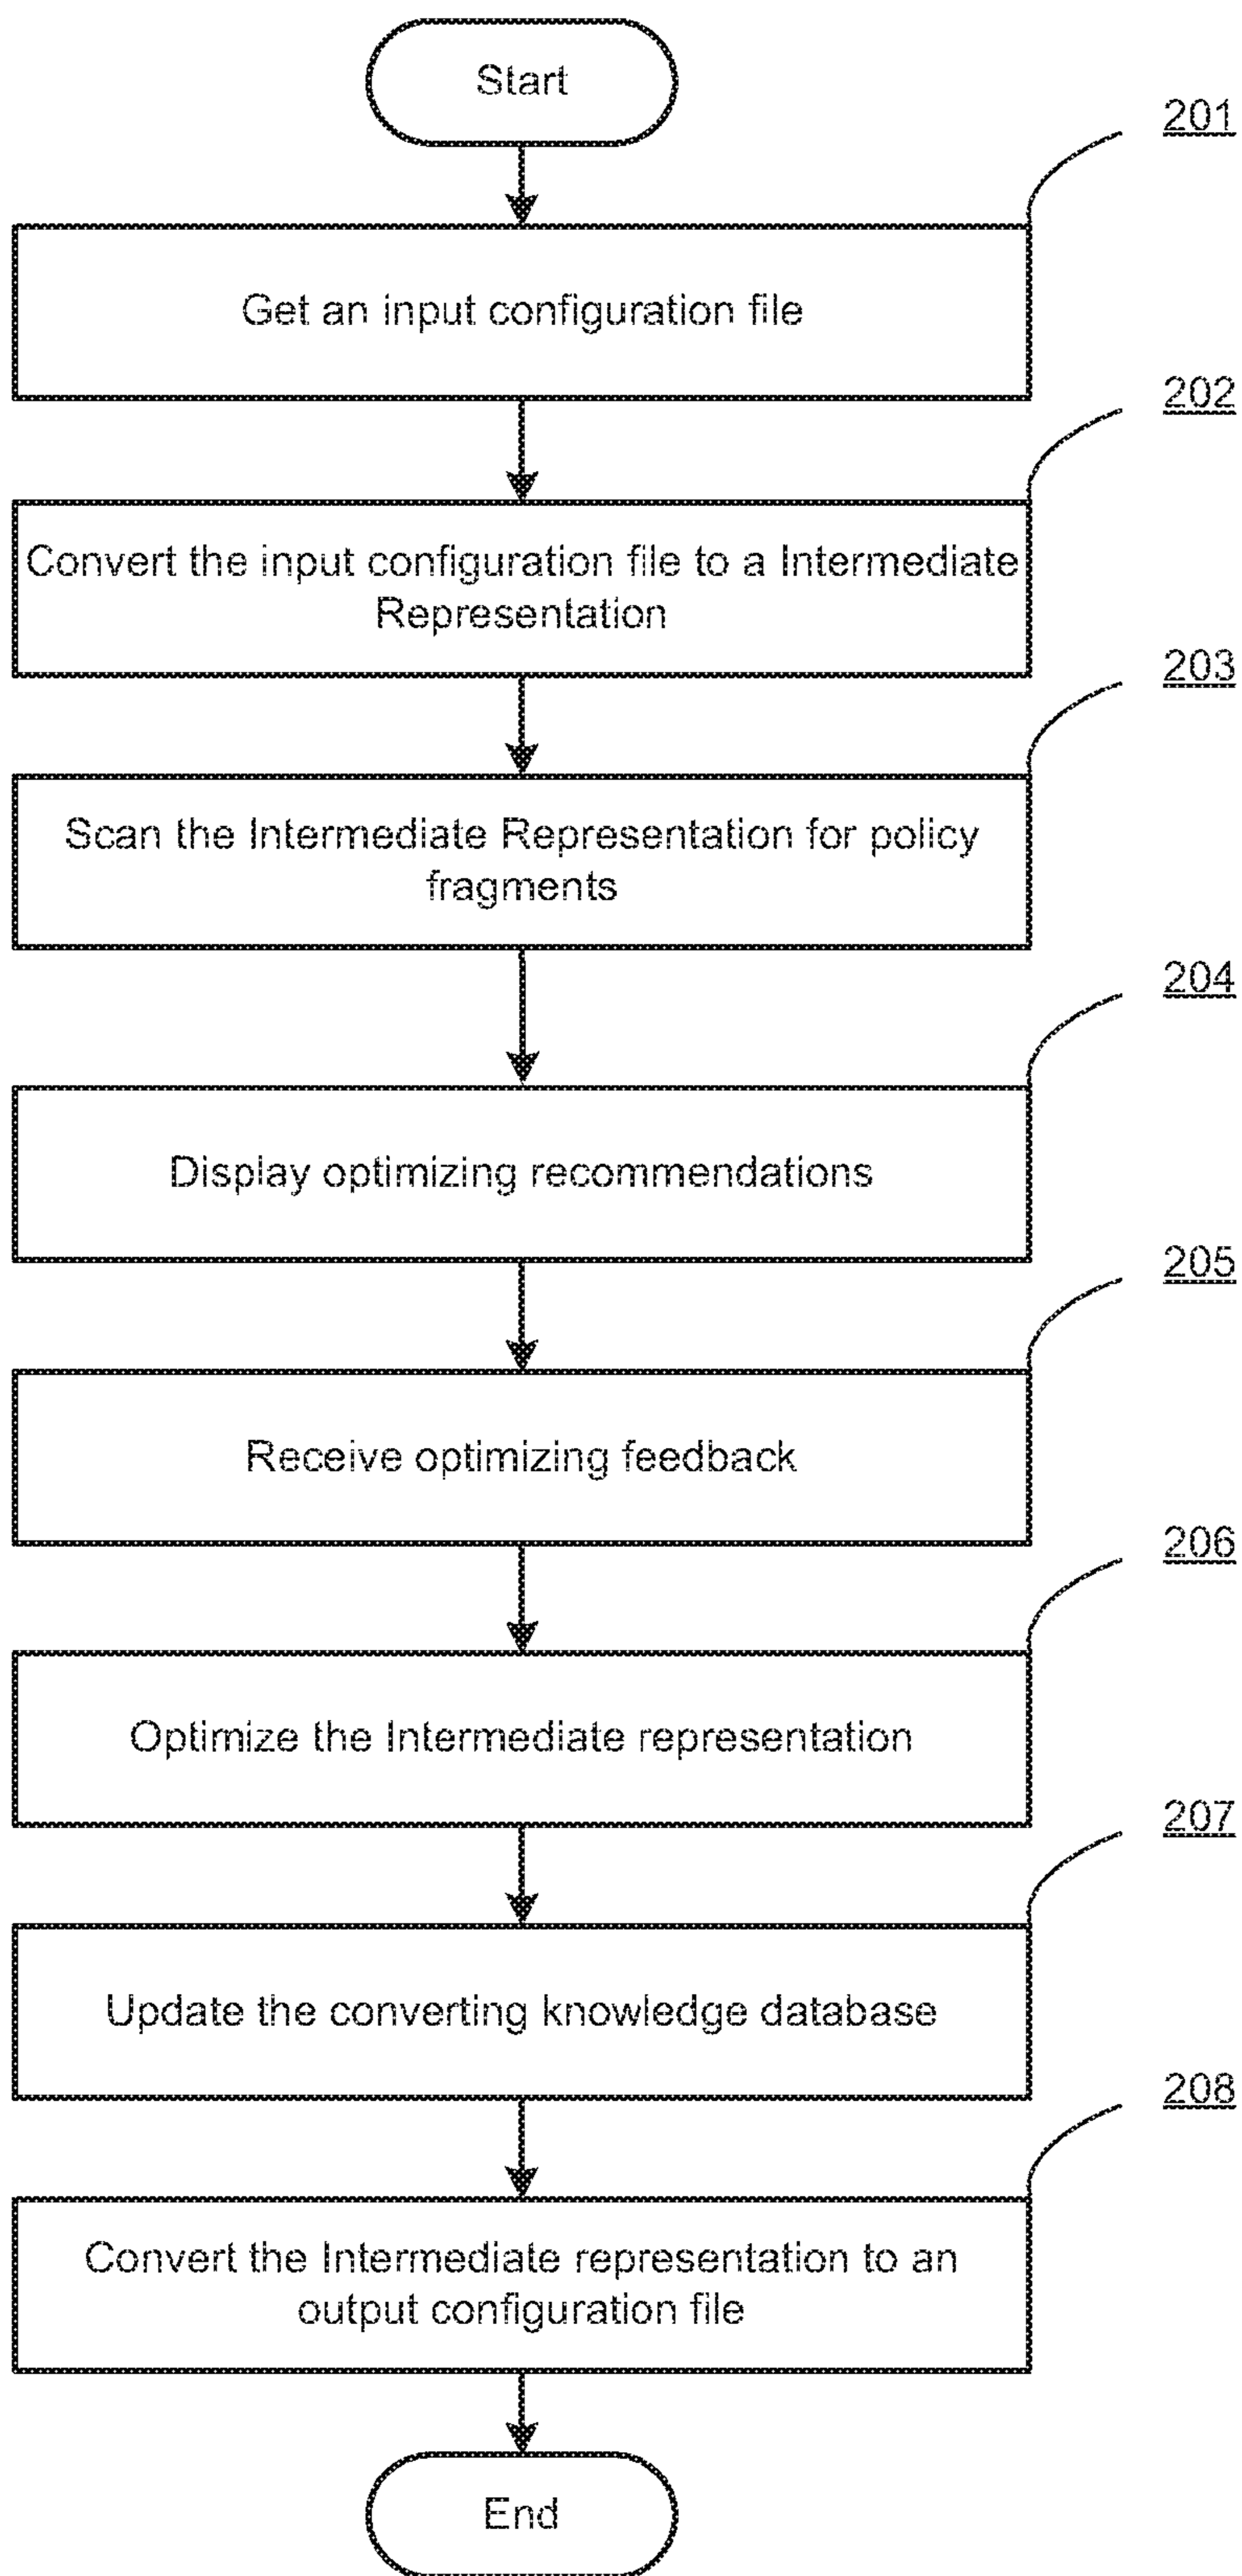 Start
201
Get an input configuration file
202
Convert the input configuration file to a Intermediate
Representation
203
Scan the Intermediate Representation for policy
fragments
204
Display optimizing recommendations
205
Receive optimizing feedback
206
Optimize the Intermediate representation
207
Update the converting knowledge database
208
Convert the Intermediate representation to an
output configuration file
End